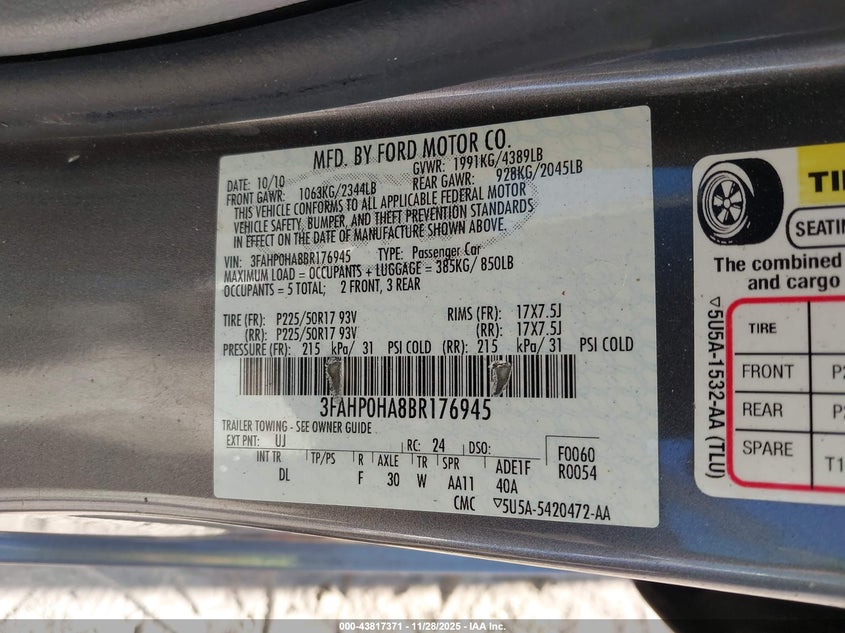 MFD. BY FORD MOTOR CO.
DATE: 10/10 GVWR: 1991KG/4389LB
FRONT GAWR: 1063KG/2344LB REAR GAWR: 928KG/2045LB
THIS VEHICLE CONFORMS TO ALL APPLICABLE FEDERAL MOTOR
VEHICLE SAFETY, BUMPER, AND THEFT PREVENTION STANDARDS
IN EFFECT ON THE DATE OF MANUFACTURE SHOWN ABOVE.
VIN: 3FAHP0HA8BR176945 TYPE: Passenger Car
MAXIMUM LOAD = OCCUPANTS + LUGGAGE = 385KG/ 850LB
OCCUPANTS = 5 TOTAL; 2 FRONT, 3 REAR
TIRE (FR): P225/50R17 93V RIMS (FR): 17X7.5J
(RR): P225/50R17 93V (RR): 17X7.5J
PRESSURE (FR): 215 kPa/ 31 PSI COLD (RR): 215 kPa/ 31 PSI COLD
3FAHP0HA8BR176945
TRAILER TOWING - SEE OWNER GUIDE
EXT PNT: UJ RC: 24 DSO: F0060
R0054
INT TR TP/PS R AXLE TR SPR ADE1F
DL F 30 W AA11 40A
CMC ▽5U5A-5420472-AA
TI
SEATIN
The combined
and cargo
TIRE
FRONT P2
REAR P2
SPARE T1
▽5U5A-1532-AA (TLU)
000-43817371 - 11/28/2025 - IAA Inc.